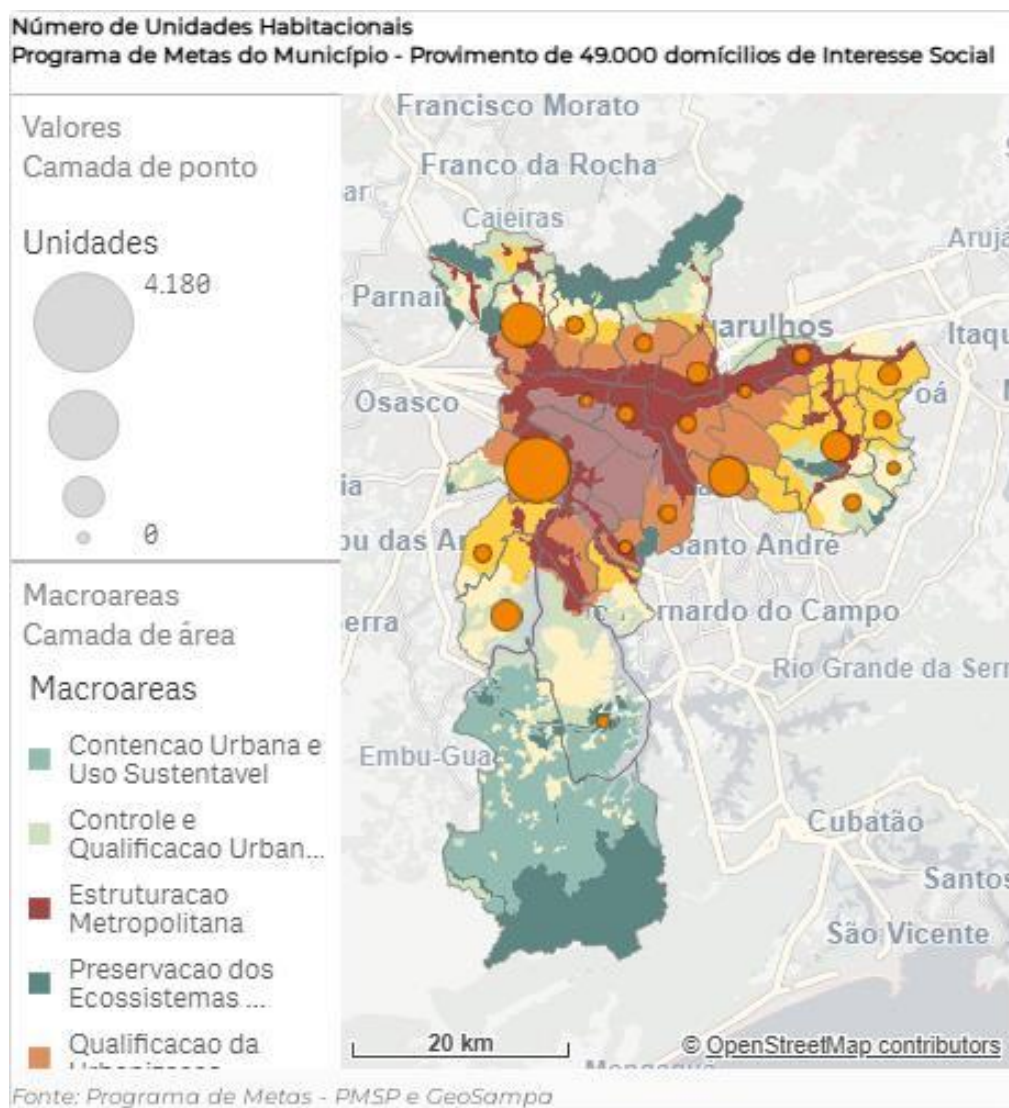 Número de Unidades Habitacionais
Programa de Metas do Município - Provimento de 49.000 domícilios de Interesse Social
Valores
Camada de ponto
Unidades
4.180
0
Macroareas
Camada de área
Macroareas
Contencao Urbana e
Uso Sustentavel
Controle e
Qualificacao Urban...
Estruturacao
Metropolitana
Preservacao dos
Ecossistemas ...
Qualificacao da
Francisco Morato
Franco da Rocha
ar
Caieiras
Arujá
Parnaí
uarulhos
Itaqu
Osasco
oá
ia
bu das Ar
Santo André
erra
ernardo do Campo
Rio Grande da Serr
Embu-Gua
Cubatão
Santos
São Vicente
20 km
© OpenStreetMap contributors
Fonte: Programa de Metas - PMSP e GeoSampa